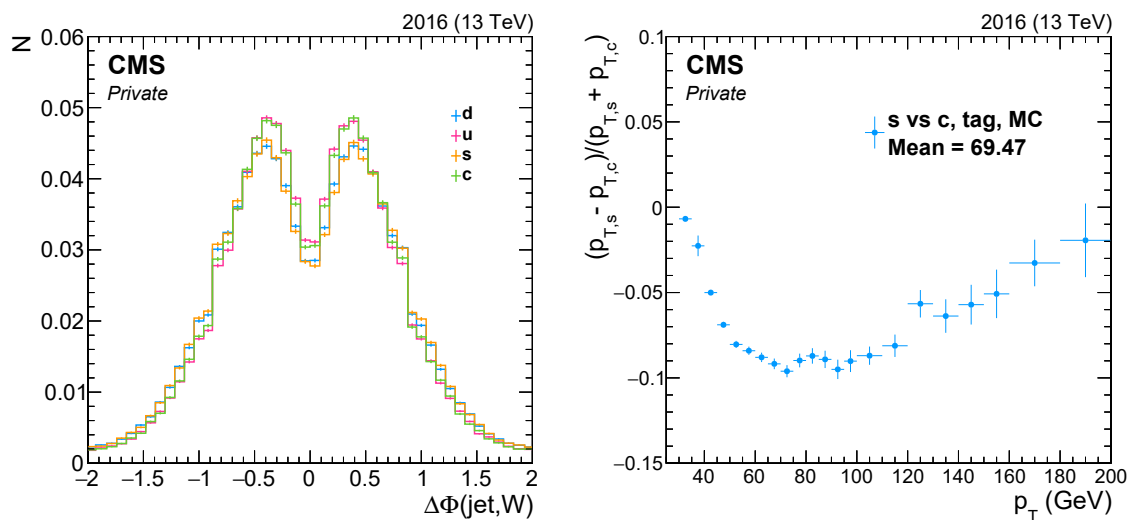 2016 (13 TeV)
N
CMS
Private
d
u
s
c
0.06
0.05
0.04
0.03
0.02
0.01
0
−2 −1.5 −1 −0.5 0 0.5 1 1.5 2
ΔΦ(jet,W)
2016 (13 TeV)
(p_T,s - p_T,c)/(p_T,s + p_T,c)
CMS
Private
s vs c, tag, MC
Mean = 69.47
0.1
0.05
0
−0.05
−0.1
−0.15
40 60 80 100 120 140 160 180 200
p_T (GeV)